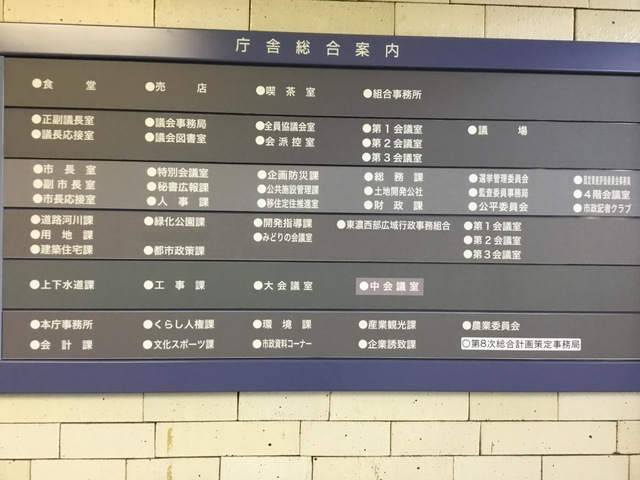 庁舎総合案内
●食堂 ●売店 ●喫茶室 ●組合事務所
●正副議長室 ●議会事務局 ●全員協議会室 ●第1会議室 ●議場
●議長応接室 ●議会図書室 ●会派控室 ●第2会議室
●第3会議室
●市長室 ●特別会議室 ●企画防災課 ●総務課 ●選挙管理委員会 ●固定資産評価審査委員会事務局
●副市長室 ●秘書広報課 ●公共施設管理課 ●土地開発公社 ●監査委員事務局 ●4階会議室
●市長応接室 ●人事課 ●移住定住推進室 ●財政課 ●公平委員会 ●市政記者クラブ
●道路河川課 ●緑化公園課 ●開発指導課 ●東濃西部広域行政事務組合 ●第1会議室
●用地課 ●みどりの会議室 ●第2会議室
●建築住宅課 ●都市政策課 ●第3会議室
●上下水道課 ●工事課 ●大会議室 ●中会議室
●本庁事務所 ●くらし人権課 ●環境課 ●産業観光課 ●農業委員会
●会計課 ●文化スポーツ課 ●市政資料コーナー ●企業誘致課 ○第8次総合計画策定事務局